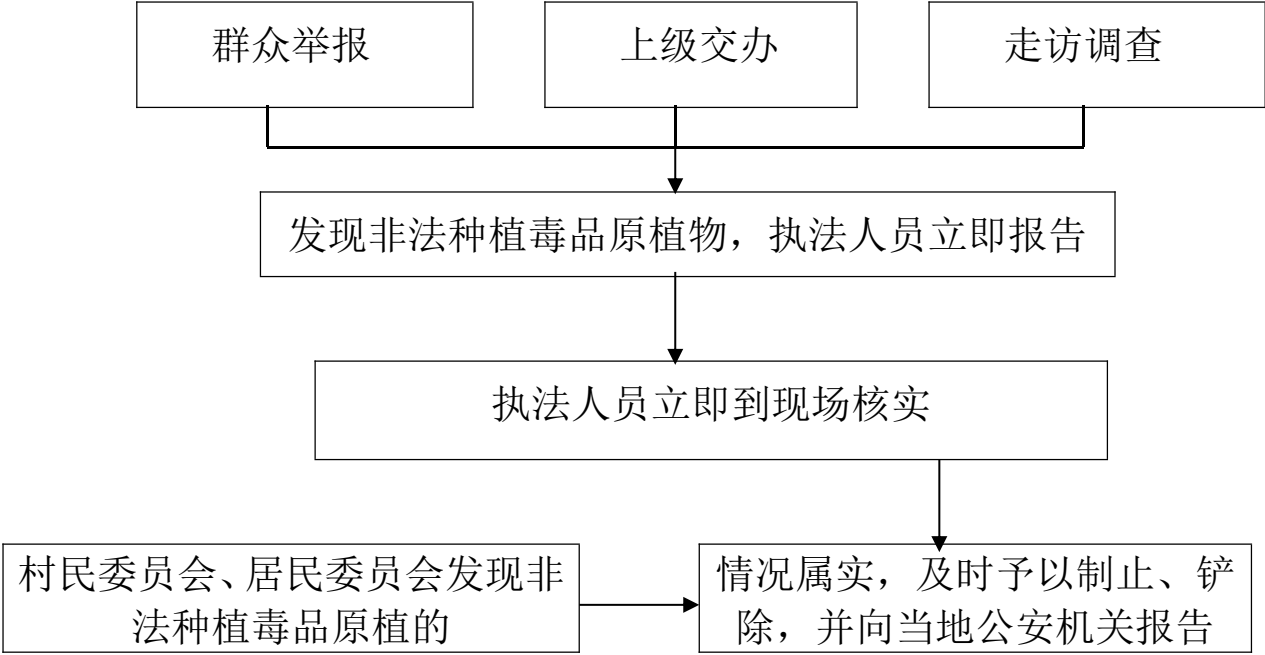 群众举报
上级交办
走访调查
发现非法种植毒品原植物，执法人员立即报告
执法人员立即到现场核实
村民委员会、居民委员会发现非
法种植毒品原植的
情况属实，及时予以制止、铲
除，并向当地公安机关报告